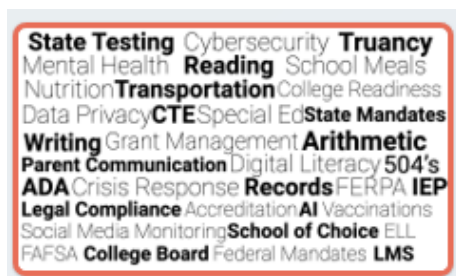 State Testing Cybersecurity Truancy
Mental Health Reading School Meals
Nutrition Transportation College Readiness
Data Privacy CTE Special Ed State Mandates
Writing Grant Management Arithmetic
Parent Communication Digital Literacy 504's
ADA Crisis Response Records FERPA IEP
Legal Compliance Accreditation AI Vaccinations
Social Media Monitoring School of Choice ELL
FAFSA College Board Federal Mandates LMS